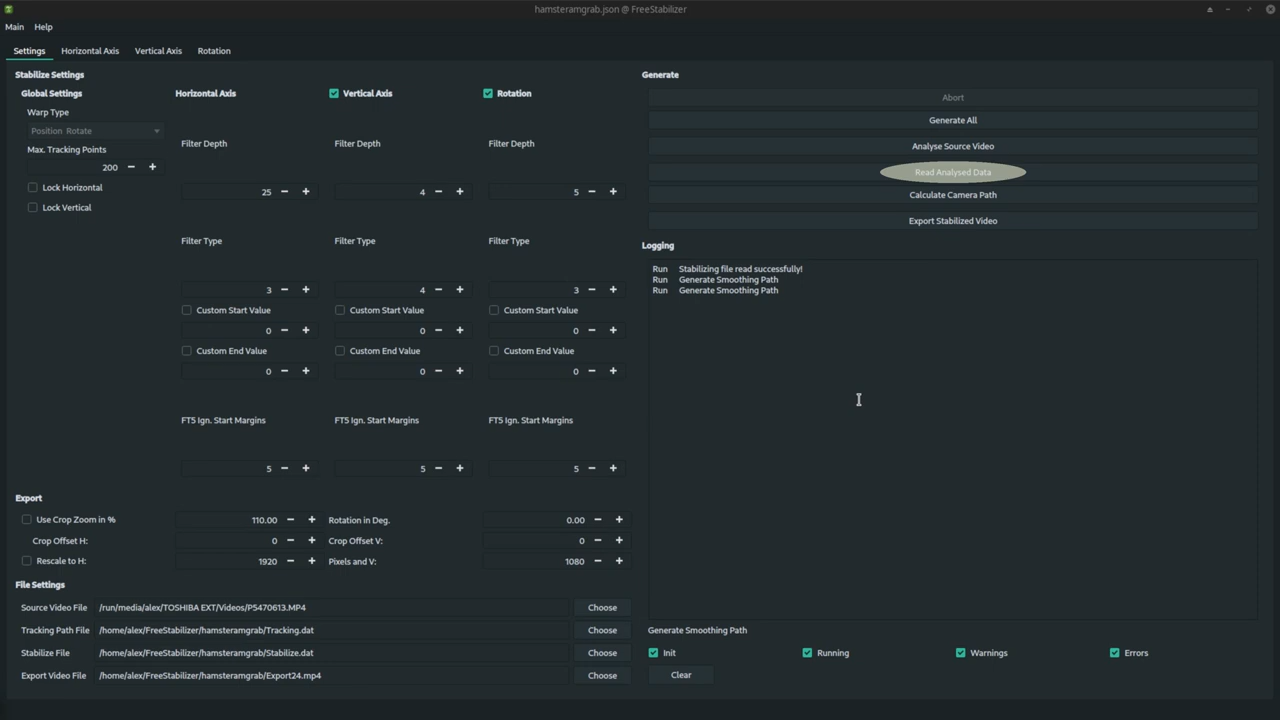 hamsteramgrab.json @ FreeStabilizer
Main Help
Settings Horizontal Axis Vertical Axis Rotation
Stabilize Settings
Global Settings
Warp Type
Position Rotate
Max. Tracking Points
200
Lock Horizontal
Lock Vertical
Horizontal Axis Vertical Axis Rotation
Filter Depth Filter Depth Filter Depth
25 4 5
Filter Type Filter Type Filter Type
3 4 3
Custom Start Value Custom Start Value Custom Start Value
0 0 0
Custom End Value Custom End Value Custom End Value
0 0 0
FT5 Ign. Start Margins FT5 Ign. Start Margins FT5 Ign. Start Margins
5 5 5
Export
Use Crop Zoom in % 110.00 Rotation in Deg. 0.00
Crop Offset H: 0 Crop Offset V: 0
Rescale to H: 1920 Pixels and V: 1080
File Settings
Source Video File /run/media/alex/TOSHIBA EXT/Videos/P5470613.MP4 Choose
Tracking Path File /home/alex/FreeStabilizer/hamsteramgrab/Tracking.dat Choose
Stabilize File /home/alex/FreeStabilizer/hamsteramgrab/Stabilize.dat Choose
Export Video File /home/alex/FreeStabilizer/hamsteramgrab/Export24.mp4 Choose
Generate
Abort
Generate All
Analyse Source Video
Read Analysed Data
Calculate Camera Path
Export Stabilized Video
Logging
Run Stabilizing file read successfully!
Run Generate Smoothing Path
Run Generate Smoothing Path
Generate Smoothing Path
Init Running Warnings Errors
Clear